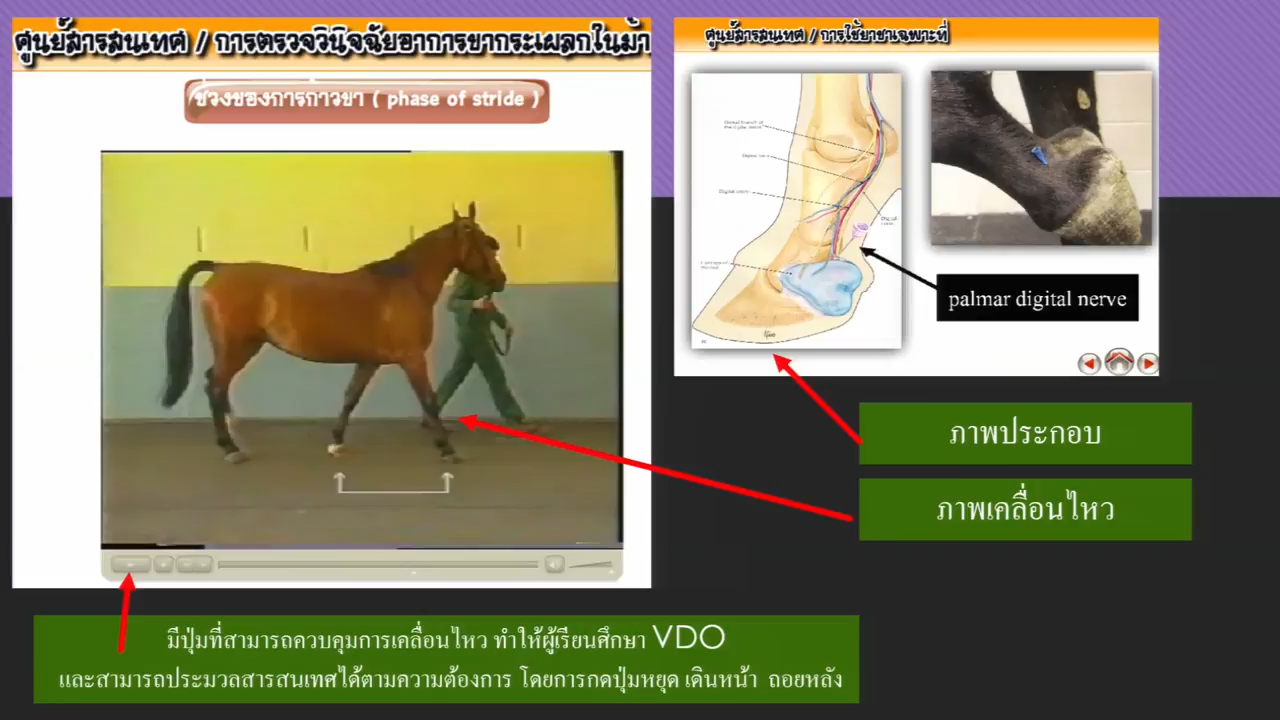 ศูนย์สารสนเทศ / การตรวจวินิจฉัยอาการขากระเผลกในม้า
ช่วงของการก้าวขา ( phase of stride )
ศูนย์สารสนเทศ / การใช้ยาชาเฉพาะที่
palmar digital nerve
ภาพประกอบ
ภาพเคลื่อนไหว
มีปุ่มที่สามารถควบคุมการเคลื่อนไหว ทำให้ผู้เรียนศึกษา VDO
และสามารถประมวลสารสนเทศได้ตามความต้องการ โดยการกดปุ่มหยุด เดินหน้า ถอยหลัง